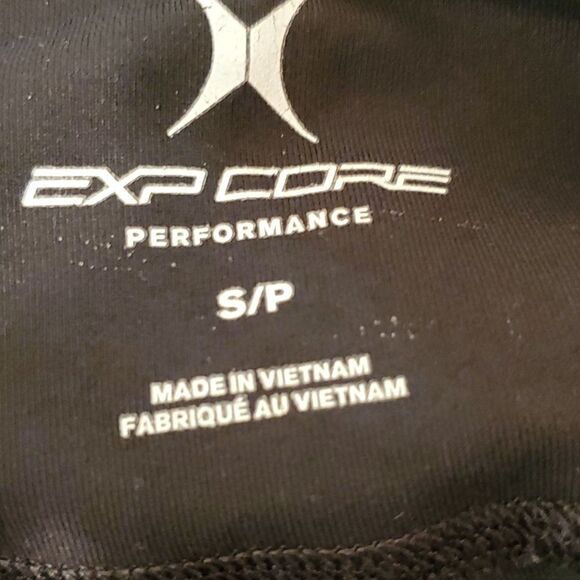 EXP CORE
PERFORMANCE
S/P
MADE IN VIETNAM
FABRIQUÉ AU VIETNAM